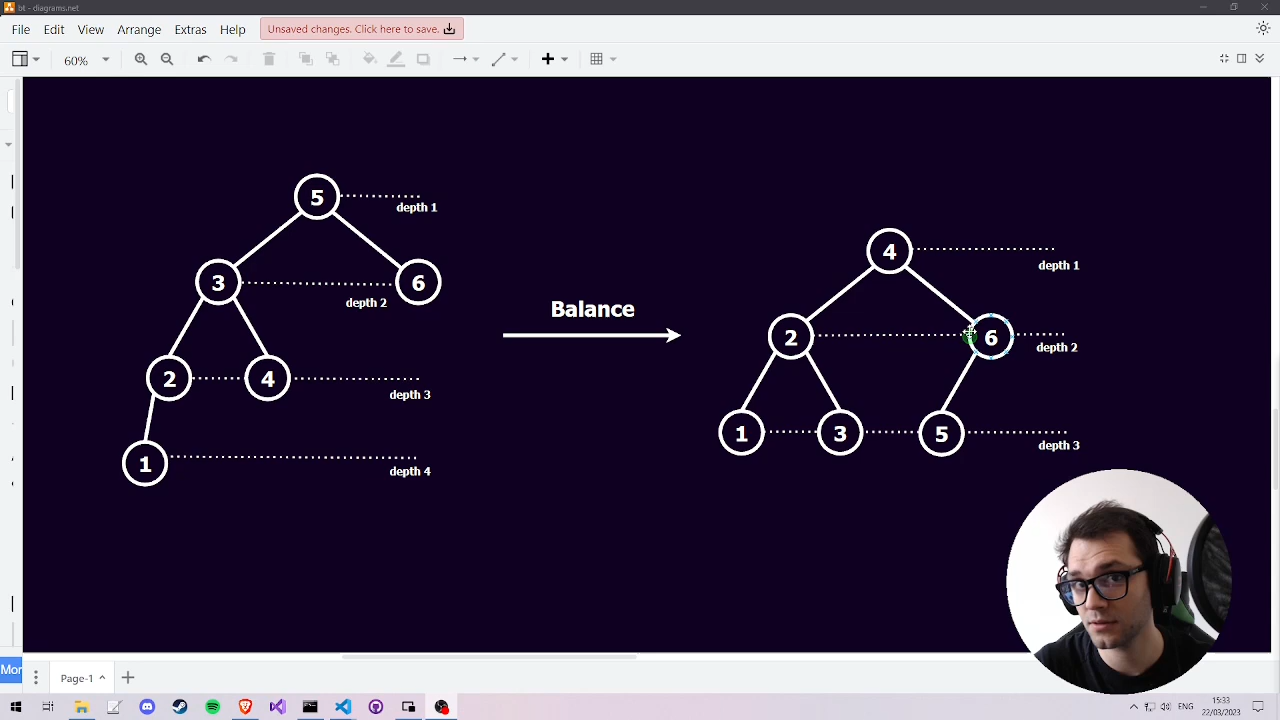 bt - diagrams.net
File Edit View Arrange Extras Help Unsaved changes. Click here to save.
60%
5
depth 1
3
6
depth 2
2
4
depth 3
1
depth 4
Balance
4
depth 1
2
6
depth 2
1
3
5
depth 3
Mor
Page-1
ENG
15:33
22/03/2023